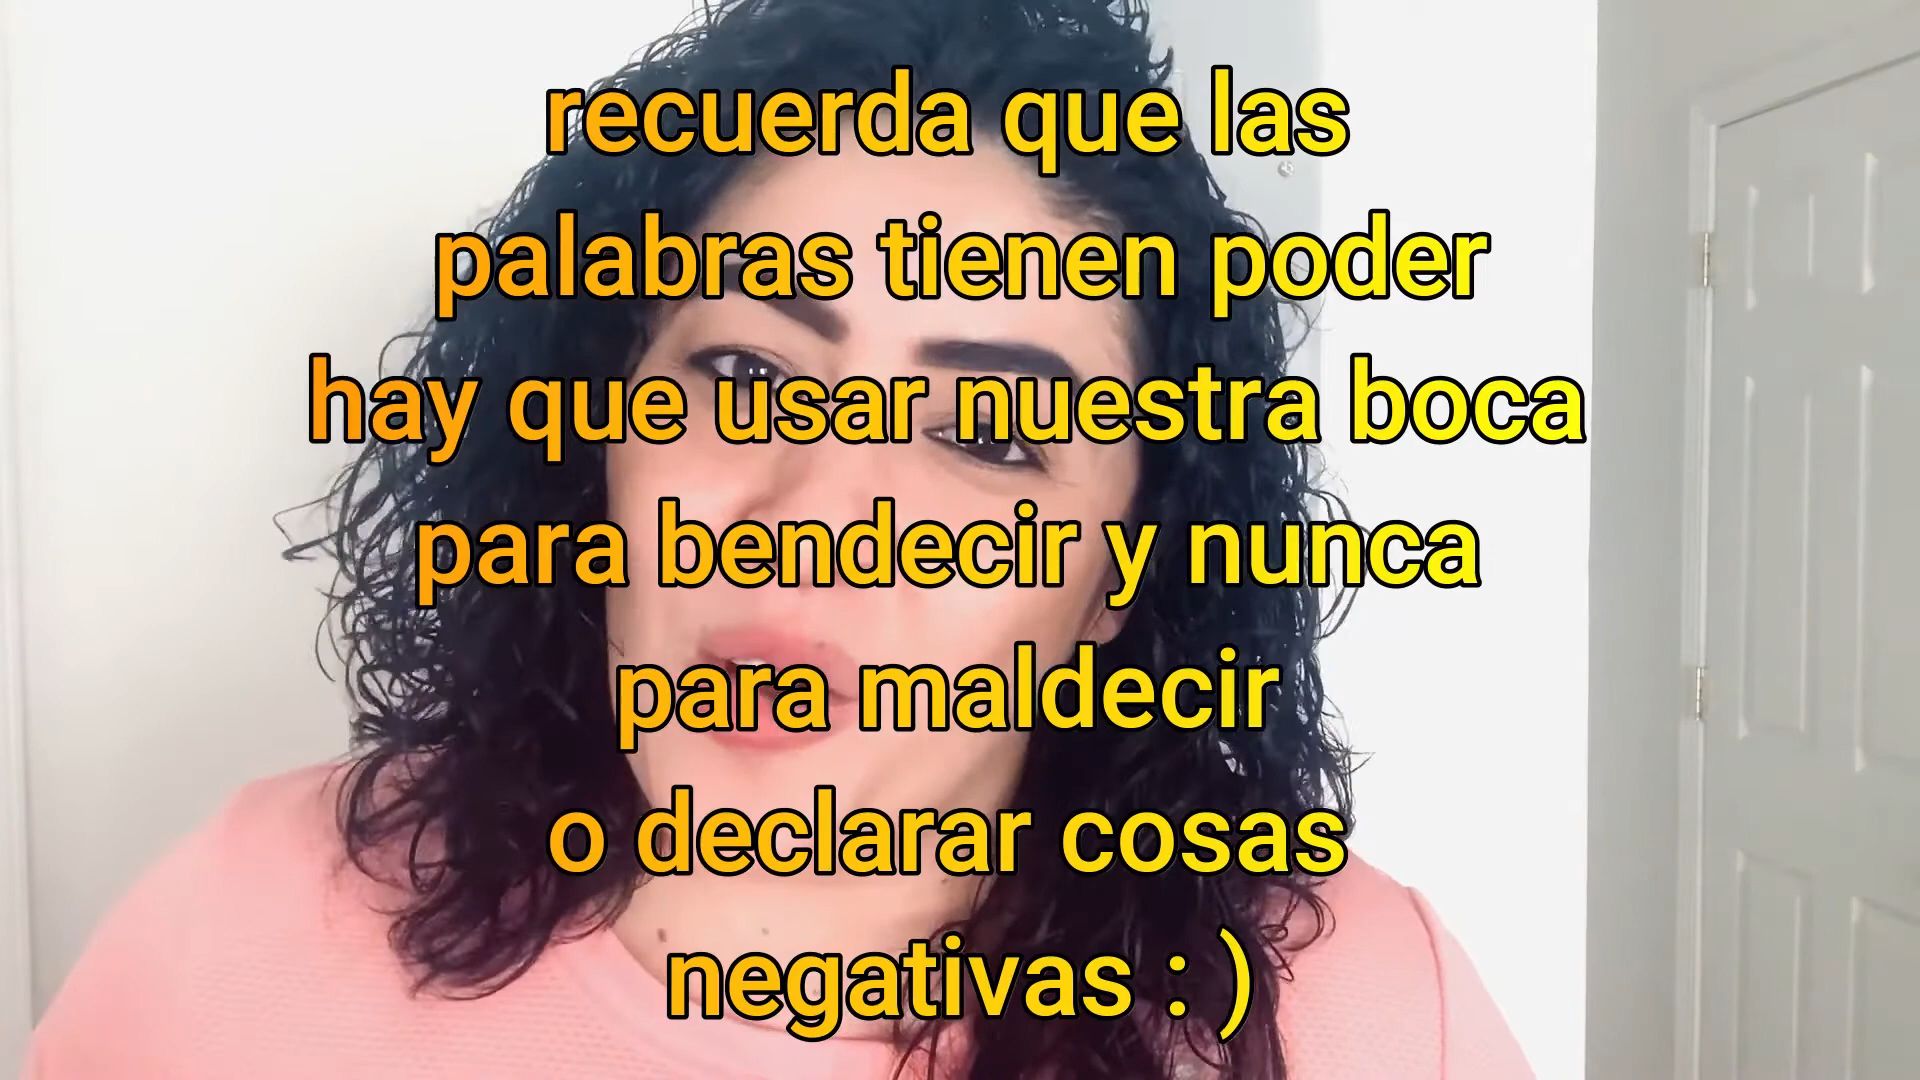 recuerda que las
palabras tienen poder
hay que usar nuestra boca
para bendecir y nunca
para maldecir
o declarar cosas
negativas : )